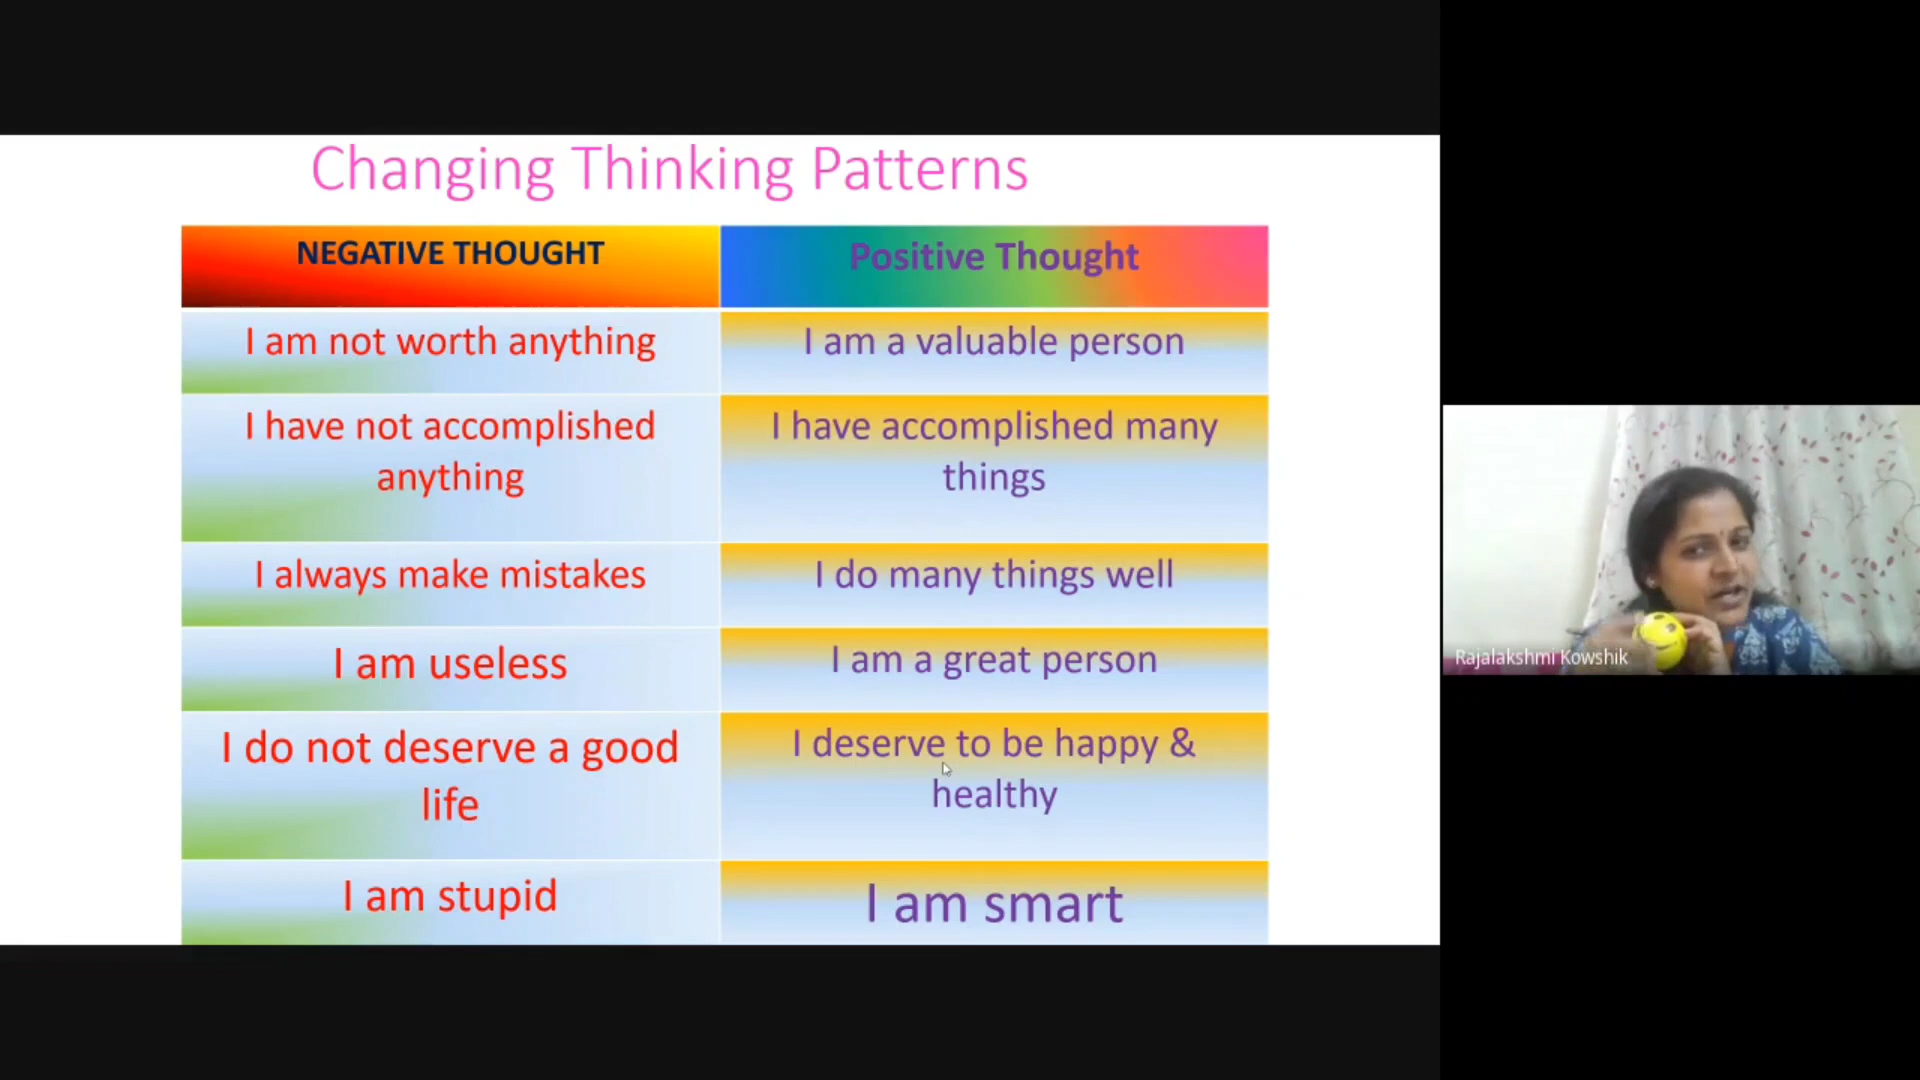 Changing Thinking Patterns
NEGATIVE THOUGHT
Positive Thought
I am not worth anything
I am a valuable person
I have not accomplished
anything
I have accomplished many
things
I always make mistakes
I do many things well
I am useless
I am a great person
I do not deserve a good
life
I deserve to be happy &
healthy
I am stupid
I am smart
Rajalakshmi Kowshik